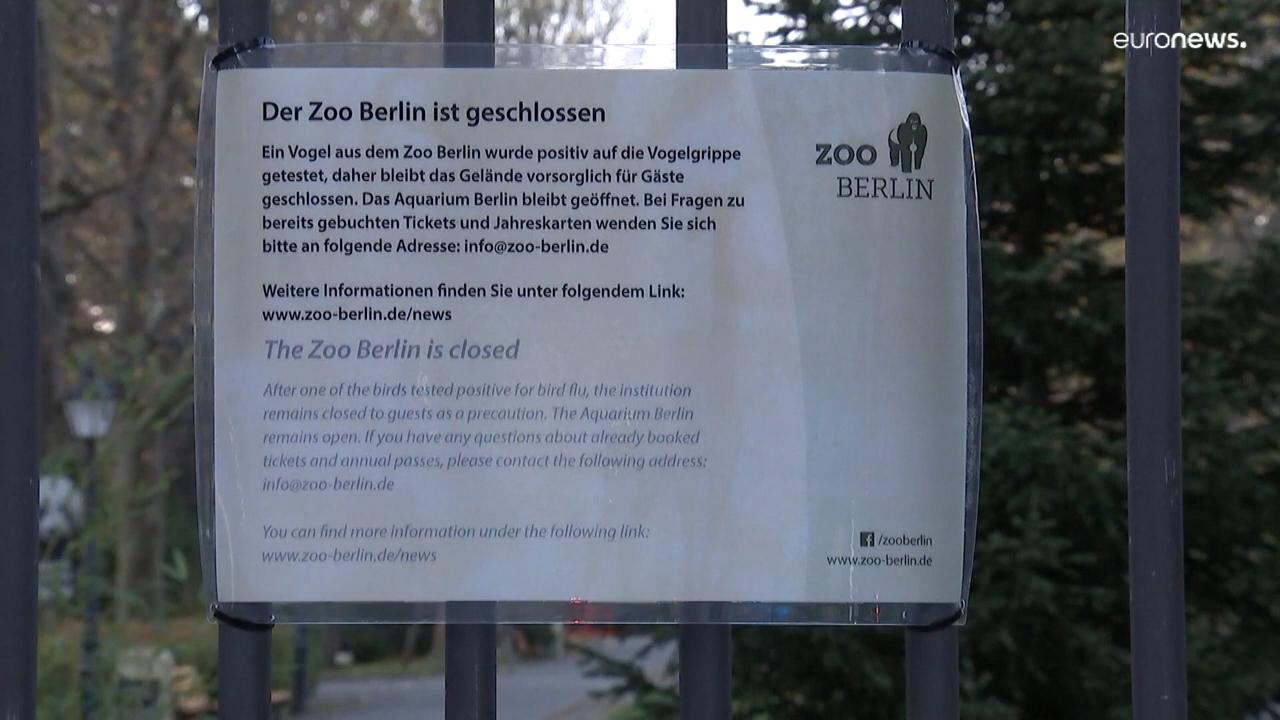 euronews.
Der Zoo Berlin ist geschlossen
Ein Vogel aus dem Zoo Berlin wurde positiv auf die Vogelgrippe
getestet, daher bleibt das Gelände vorsorglich für Gäste
geschlossen. Das Aquarium Berlin bleibt geöffnet. Bei Fragen zu
bereits gebuchten Tickets und Jahreskarten wenden Sie sich
bitte an folgende Adresse: info@zoo-berlin.de
Weitere Informationen finden Sie unter folgendem Link:
www.zoo-berlin.de/news
The Zoo Berlin is closed
After one of the birds tested positive for bird flu, the institution
remains closed to guests as a precaution. The Aquarium Berlin
remains open. If you have any questions about already booked
tickets and annual passes, please contact the following address:
info@zoo-berlin.de
You can find more information under the following link:
www.zoo-berlin.de/news
ZOO
BERLIN
/zooberlin
www.zoo-berlin.de